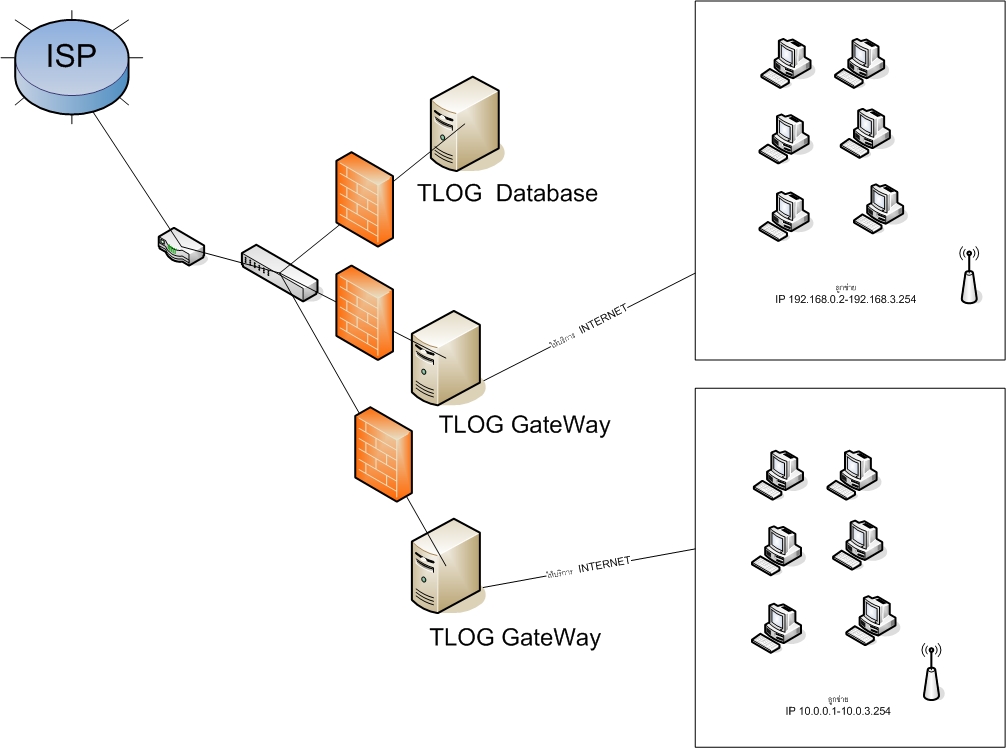 ISP
TLOG Database
ลูกข่าย
IP 192.168.0.2-192.168.3.254
ให้บริการ INTERNET
TLOG GateWay
ให้บริการ INTERNET
TLOG GateWay
ลูกข่าย
IP 10.0.0.1-10.0.3.254